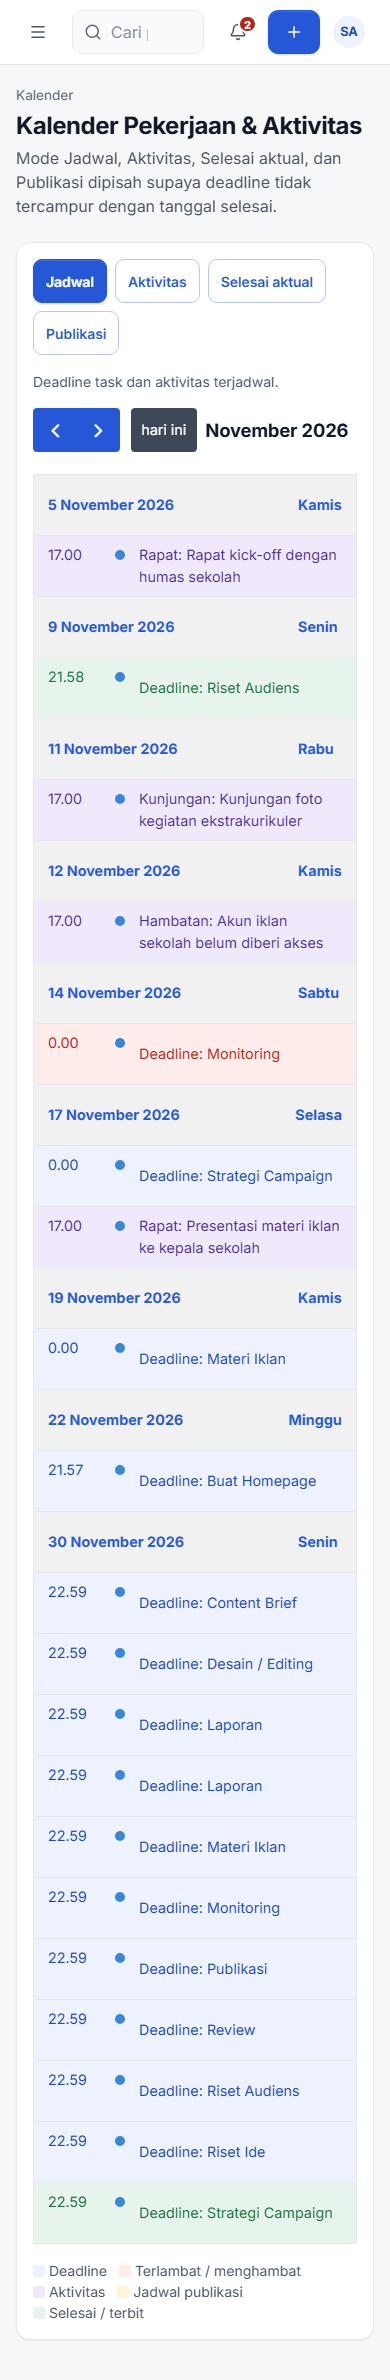 Cari
2
+
SA
Kalender
Kalender Pekerjaan & Aktivitas
Mode Jadwal, Aktivitas, Selesai aktual, dan
Publikasi dipisah supaya deadline tidak
tercampur dengan tanggal selesai.
Jadwal
Aktivitas
Selesai aktual
Publikasi
Deadline task dan aktivitas terjadwal.
hari ini
November 2026
5 November 2026 Kamis
17.00 Rapat: Rapat kick-off dengan
humas sekolah
9 November 2026 Senin
21.58 Deadline: Riset Audiens
11 November 2026 Rabu
17.00 Kunjungan: Kunjungan foto
kegiatan ekstrakurikuler
12 November 2026 Kamis
17.00 Hambatan: Akun iklan
sekolah belum diberi akses
14 November 2026 Sabtu
0.00 Deadline: Monitoring
17 November 2026 Selasa
0.00 Deadline: Strategi Campaign
17.00 Rapat: Presentasi materi iklan
ke kepala sekolah
19 November 2026 Kamis
0.00 Deadline: Materi Iklan
22 November 2026 Minggu
21.57 Deadline: Buat Homepage
30 November 2026 Senin
22.59 Deadline: Content Brief
22.59 Deadline: Desain / Editing
22.59 Deadline: Laporan
22.59 Deadline: Laporan
22.59 Deadline: Materi Iklan
22.59 Deadline: Monitoring
22.59 Deadline: Publikasi
22.59 Deadline: Review
22.59 Deadline: Riset Audiens
22.59 Deadline: Riset Ide
22.59 Deadline: Strategi Campaign
Deadline Terlambat / menghambat
Aktivitas Jadwal publikasi
Selesai / terbit